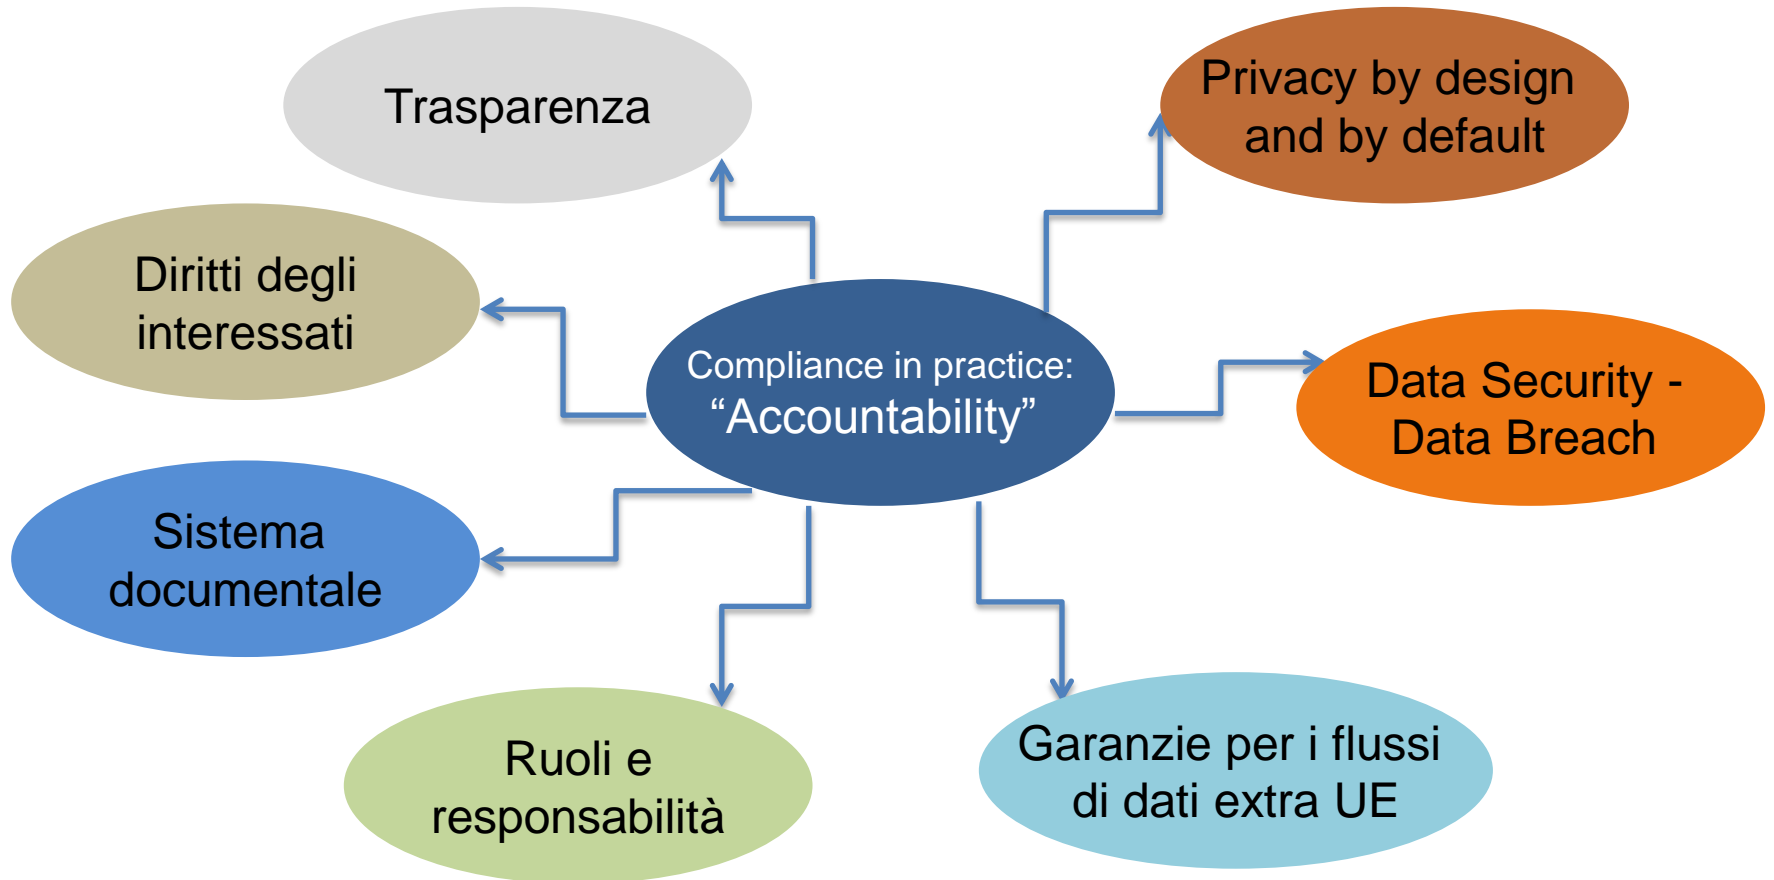 Trasparenza
Privacy by design
and by default
Diritti degli
interessati
Compliance in practice:
“Accountability”
Data Security -
Data Breach
Sistema
documentale
Ruoli e
responsabilità
Garanzie per i flussi
di dati extra UE